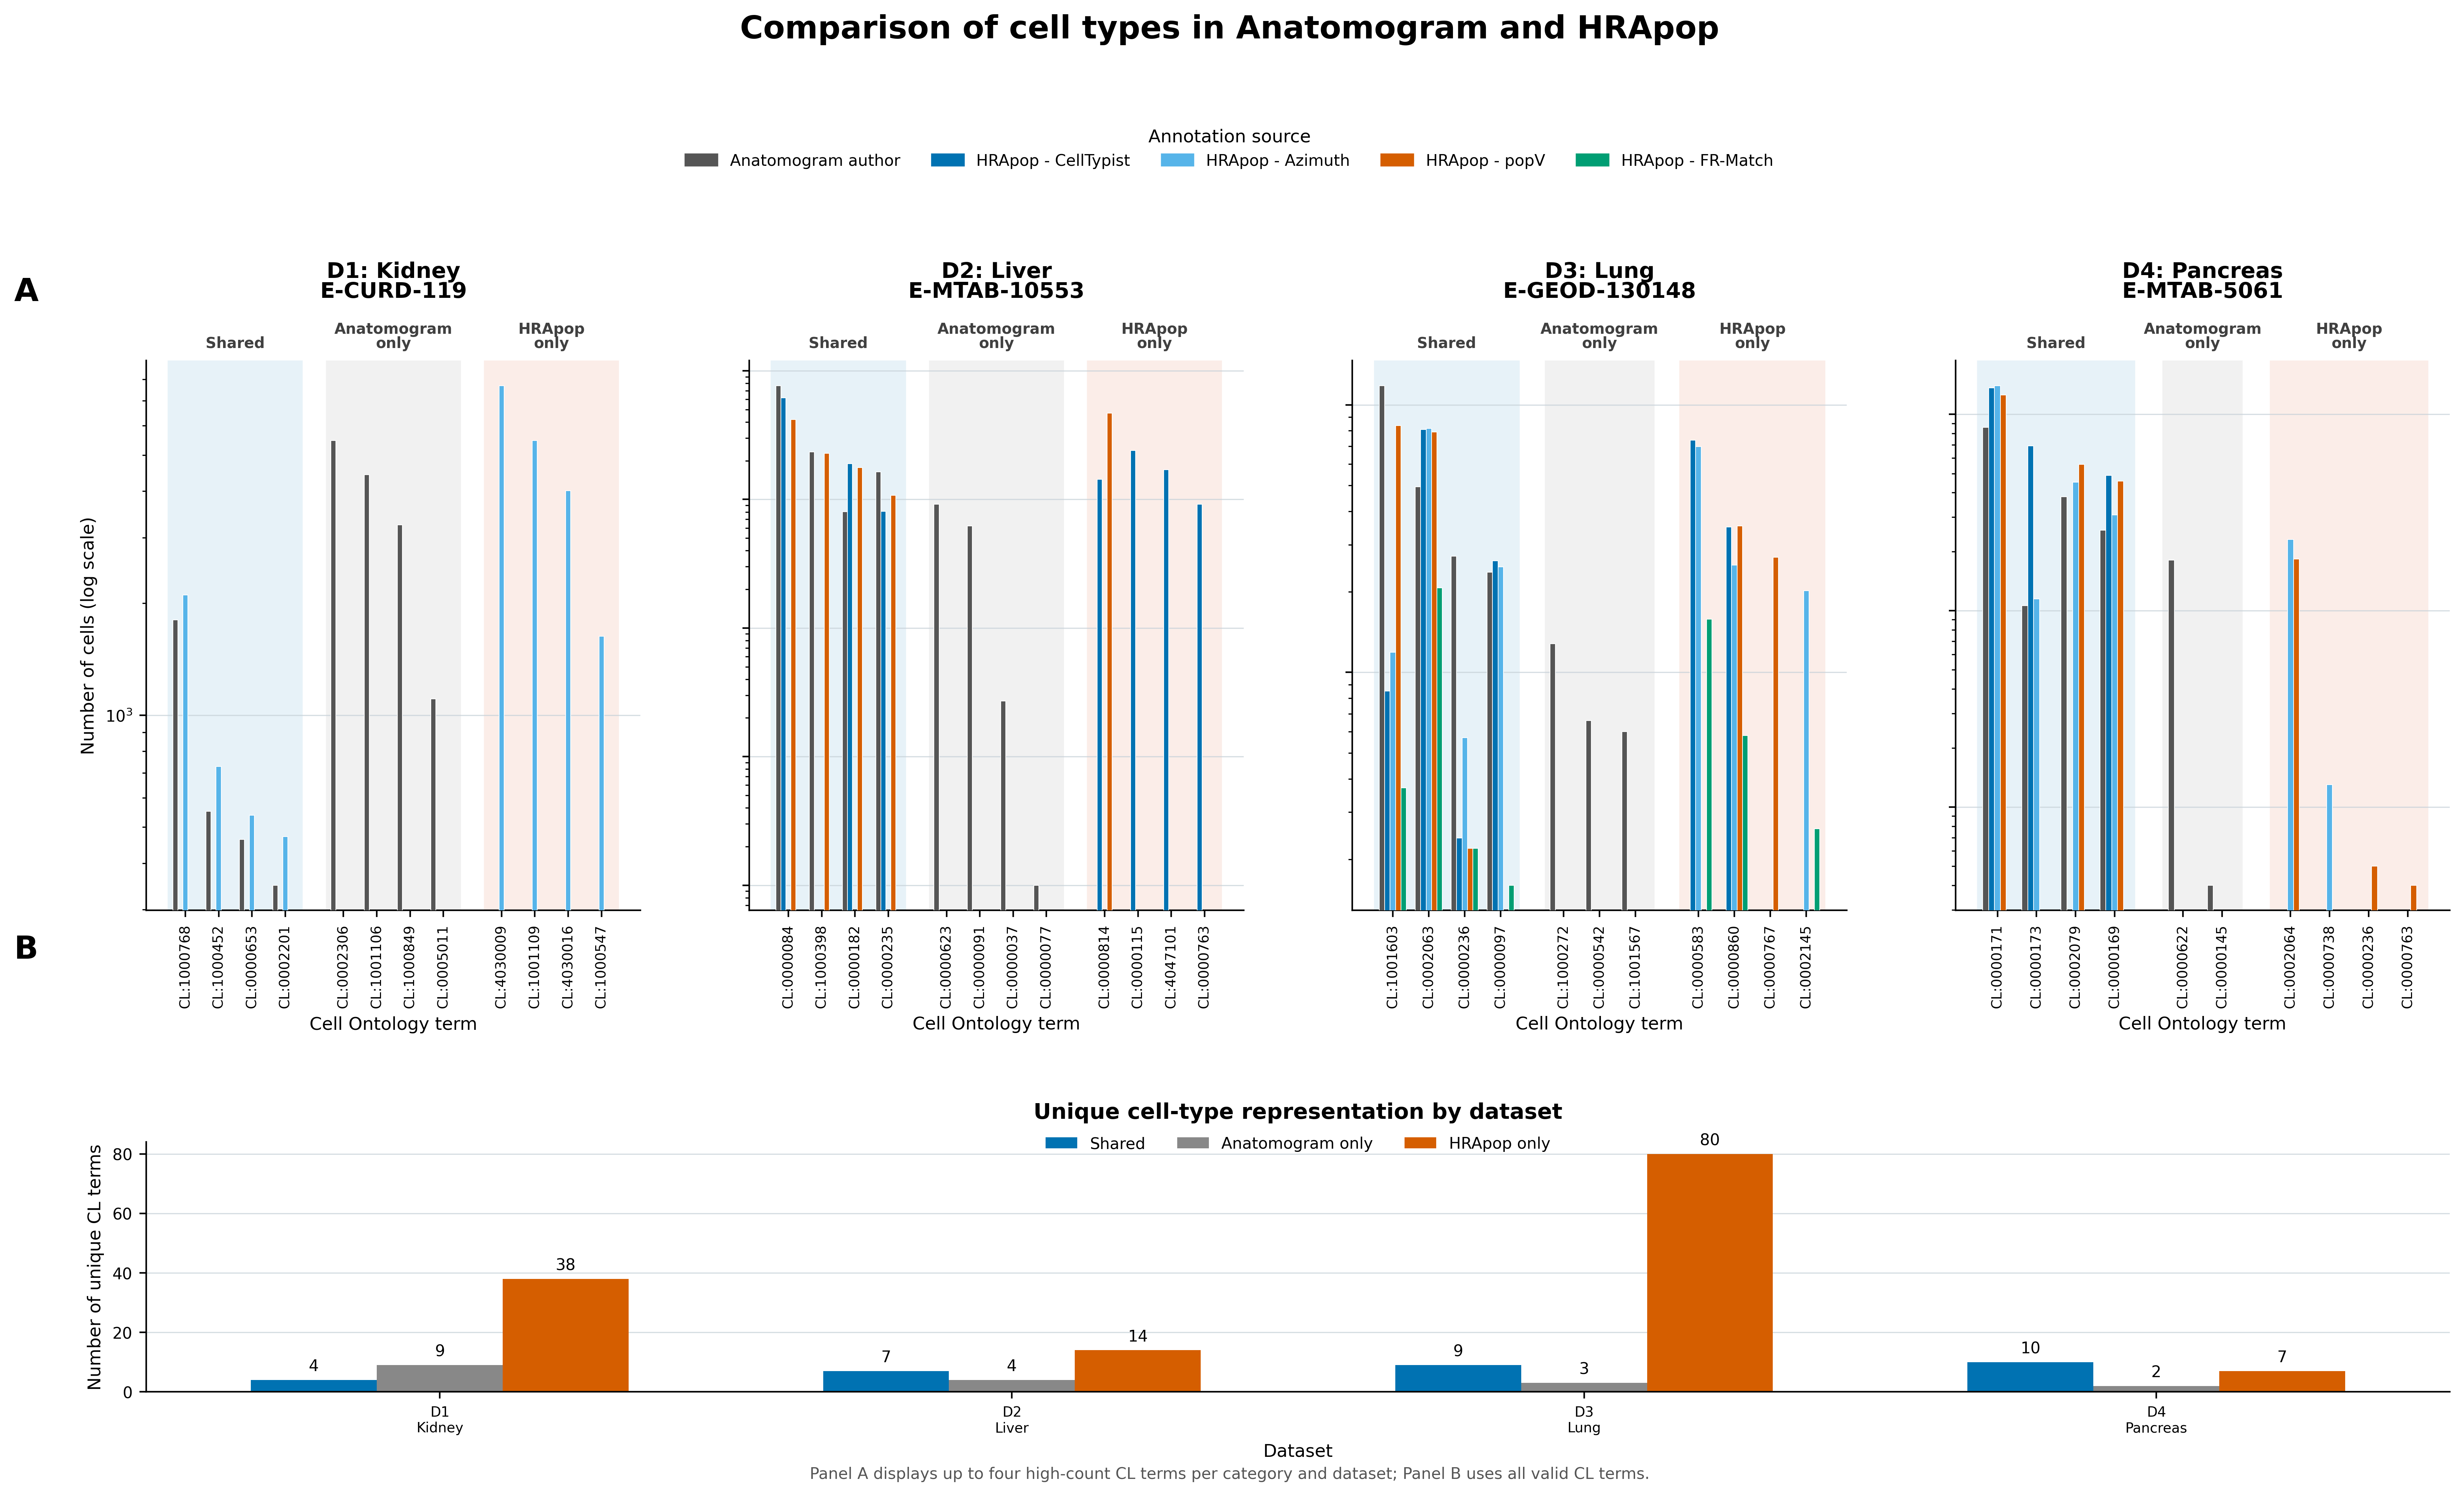 Comparison of cell types in Anatomogram and HRApop
Annotation source
Anatomogram author
HRApop - CellTypist
HRApop - Azimuth
HRApop - popV
HRApop - FR-Match
A
D1: Kidney
E-CURD-119
D2: Liver
E-MTAB-10553
D3: Lung
E-GEOD-130148
D4: Pancreas
E-MTAB-5061
Shared
Anatomogram
only
HRApop
only
Shared
Anatomogram
only
HRApop
only
Shared
Anatomogram
only
HRApop
only
Shared
Anatomogram
only
HRApop
only
Number of cells (log scale)
10³
CL:1000768
CL:1000452
CL:0000653
CL:0002201
CL:0002306
CL:1001106
CL:1000849
CL:0005011
CL:4030009
CL:1001109
CL:4030016
CL:1000547
CL:0000084
CL:1000398
CL:0000182
CL:0000235
CL:0000623
CL:0000091
CL:0000037
CL:0000077
CL:0000814
CL:0000115
CL:4047101
CL:0000763
CL:1001603
CL:0002063
CL:0000236
CL:0000097
CL:1000272
CL:0000542
CL:1001567
CL:0000583
CL:0000860
CL:0000767
CL:0002145
CL:0000171
CL:0000173
CL:0002079
CL:0000169
CL:0000622
CL:0000145
CL:0002064
CL:0000738
CL:0000236
CL:0000763
Cell Ontology term
Cell Ontology term
Cell Ontology term
Cell Ontology term
B
Unique cell-type representation by dataset
Shared
Anatomogram only
HRApop only
Number of unique CL terms
80
60
40
20
0
4
9
38
7
4
14
9
3
80
10
2
7
D1
Kidney
D2
Liver
D3
Lung
D4
Pancreas
Dataset
Panel A displays up to four high-count CL terms per category and dataset; Panel B uses all valid CL terms.